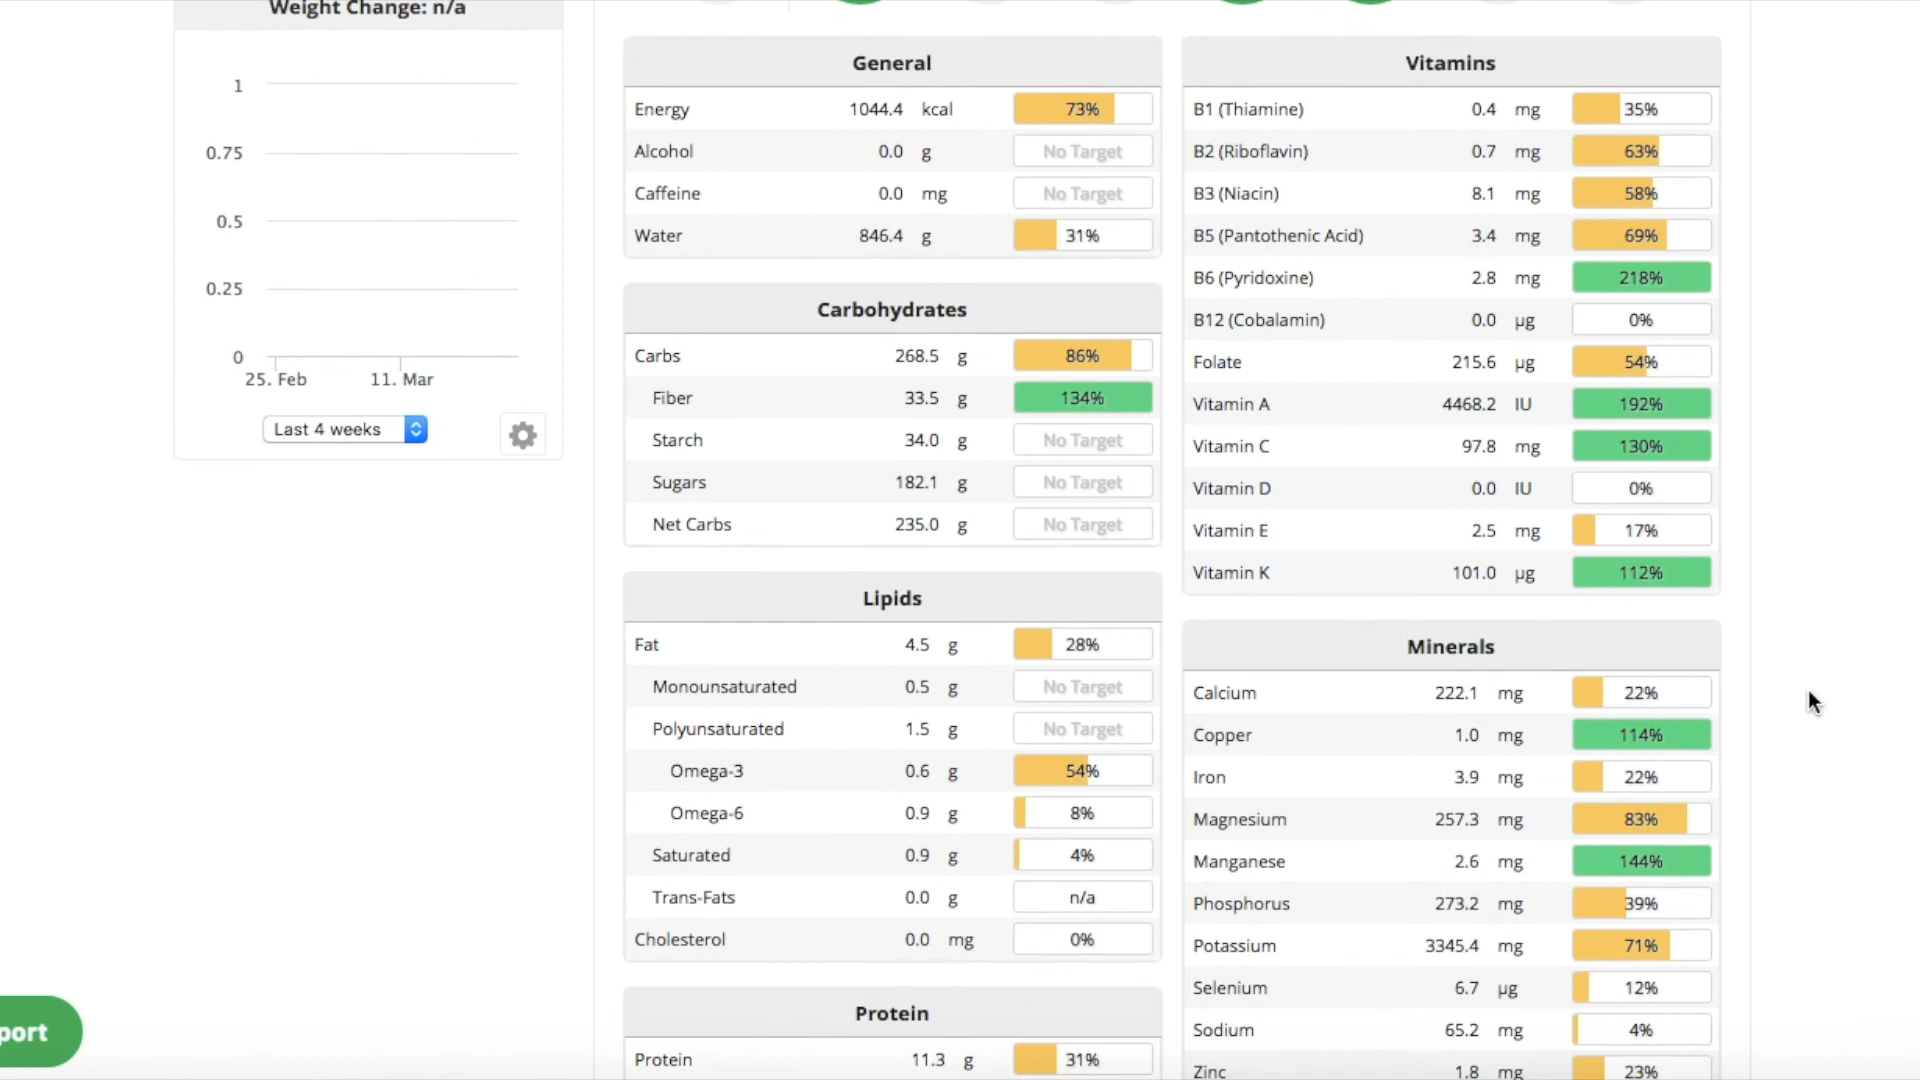 Weight Change: n/a
1
0.75
0.5
0.25
0
25. Feb 11. Mar
Last 4 weeks
port
General
Energy 1044.4 kcal 73%
Alcohol 0.0 g No Target
Caffeine 0.0 mg No Target
Water 846.4 g 31%
Carbohydrates
Carbs 268.5 g 86%
Fiber 33.5 g 134%
Starch 34.0 g No Target
Sugars 182.1 g No Target
Net Carbs 235.0 g No Target
Lipids
Fat 4.5 g 28%
Monounsaturated 0.5 g No Target
Polyunsaturated 1.5 g No Target
Omega-3 0.6 g 54%
Omega-6 0.9 g 8%
Saturated 0.9 g 4%
Trans-Fats 0.0 g n/a
Cholesterol 0.0 mg 0%
Protein
Protein 11.3 g 31%
Vitamins
B1 (Thiamine) 0.4 mg 35%
B2 (Riboflavin) 0.7 mg 63%
B3 (Niacin) 8.1 mg 58%
B5 (Pantothenic Acid) 3.4 mg 69%
B6 (Pyridoxine) 2.8 mg 218%
B12 (Cobalamin) 0.0 µg 0%
Folate 215.6 µg 54%
Vitamin A 4468.2 IU 192%
Vitamin C 97.8 mg 130%
Vitamin D 0.0 IU 0%
Vitamin E 2.5 mg 17%
Vitamin K 101.0 µg 112%
Minerals
Calcium 222.1 mg 22%
Copper 1.0 mg 114%
Iron 3.9 mg 22%
Magnesium 257.3 mg 83%
Manganese 2.6 mg 144%
Phosphorus 273.2 mg 39%
Potassium 3345.4 mg 71%
Selenium 6.7 µg 12%
Sodium 65.2 mg 4%
Zinc 1.8 mg 23%